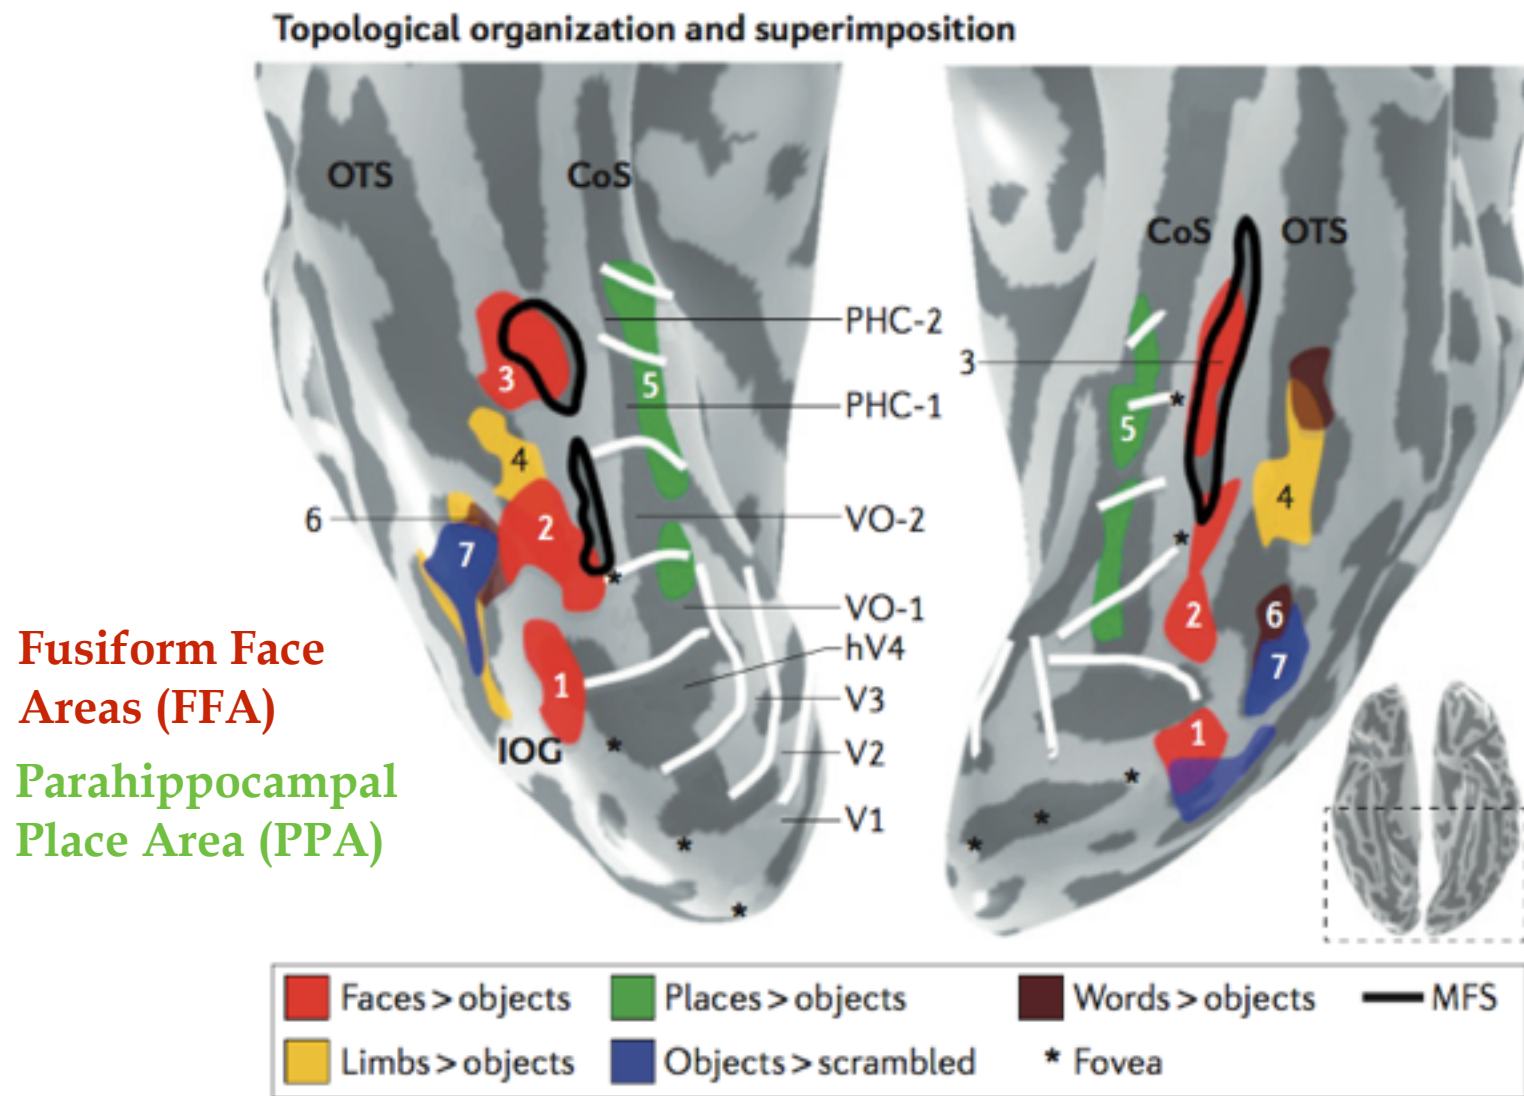 Topological organization and superimposition
OTS
CoS
CoS
OTS
PHC-2
3
PHC-1
3
5
5
4
4
6
2
VO-2
7
2
6
VO-1
7
hV4
Fusiform Face
Areas (FFA)
1
V3
1
IOG
*
V2
*
Parahippocampal
Place Area (PPA)
V1
*
*
*
*
*
*
*
*
Faces > objects
Places > objects
Words > objects
MFS
Limbs > objects
Objects > scrambled
* Fovea